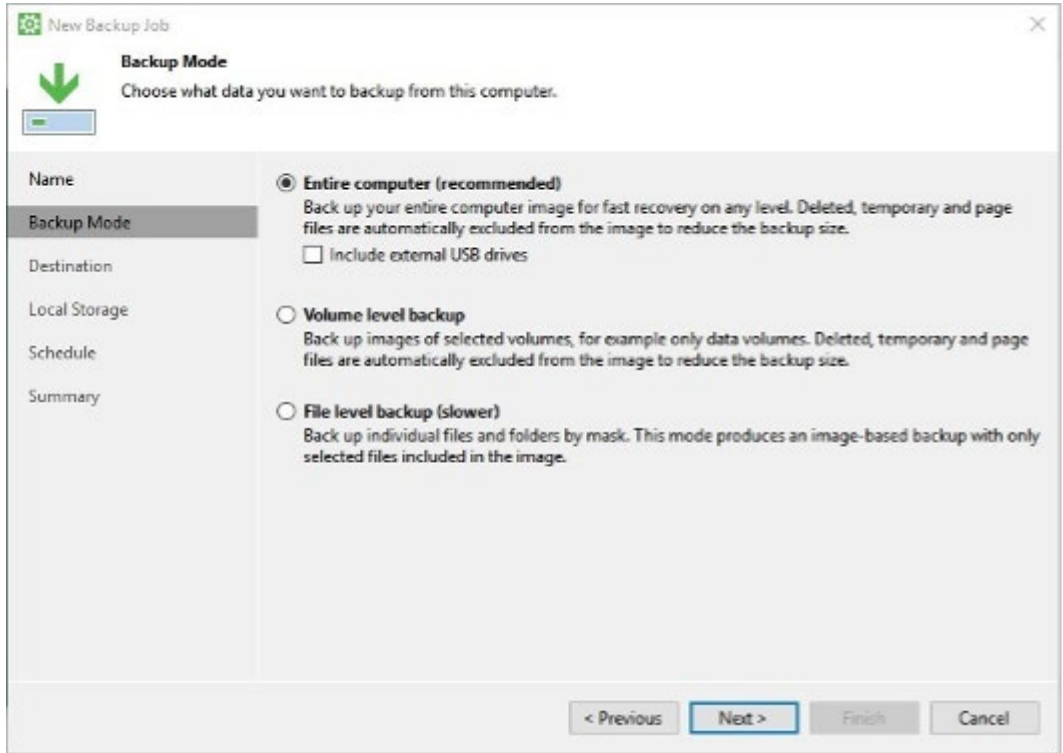 New Backup Job
Backup Mode
Choose what data you want to backup from this computer.
Name
Backup Mode
Destination
Local Storage
Schedule
Summary
Entire computer (recommended)
Back up your entire computer image for fast recovery on any level. Deleted, temporary and page
files are automatically excluded from the image to reduce the backup size.
Include external USB drives
Volume level backup
Back up images of selected volumes, for example only data volumes. Deleted, temporary and page
files are automatically excluded from the image to reduce the backup size.
File level backup (slower)
Back up individual files and folders by mask. This mode produces an image-based backup with only
selected files included in the image.
< Previous
Next >
Finish
Cancel